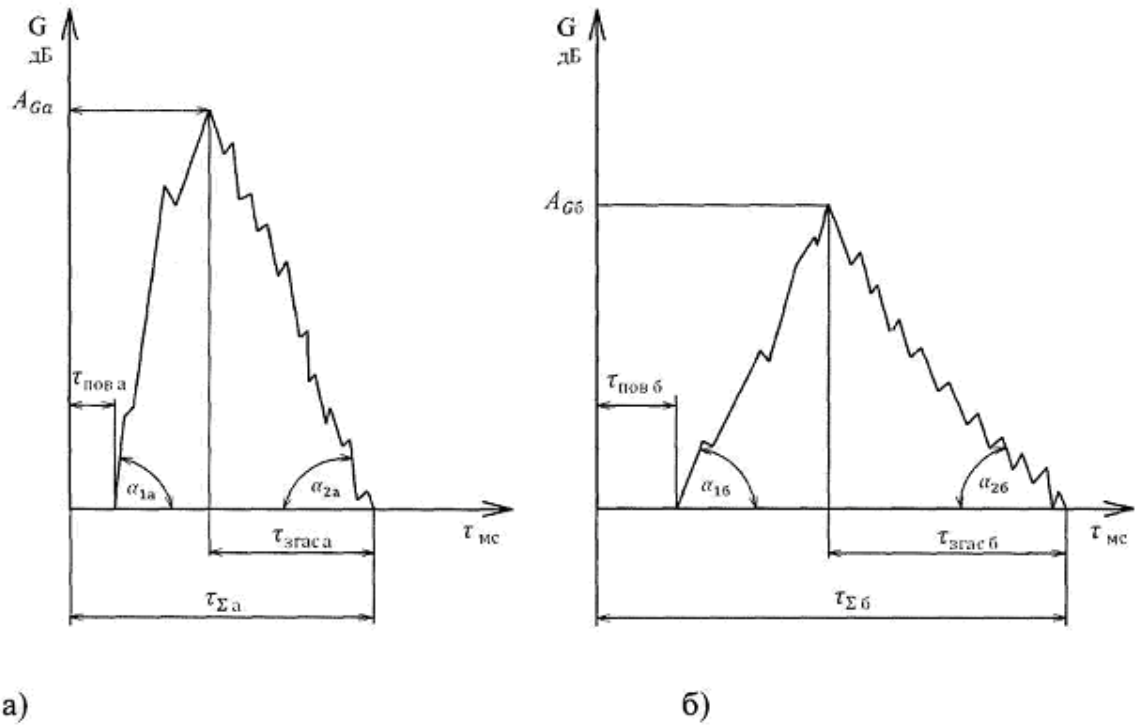 G
дБ
A_Ga
τ_пов а
α_1а
α_2а
τ_згас а
τ мс
τ_Σ а
а)
G
дБ
A_Gб
τ_пов б
α_1б
α_2б
τ_згас б
τ мс
τ_Σ б
б)